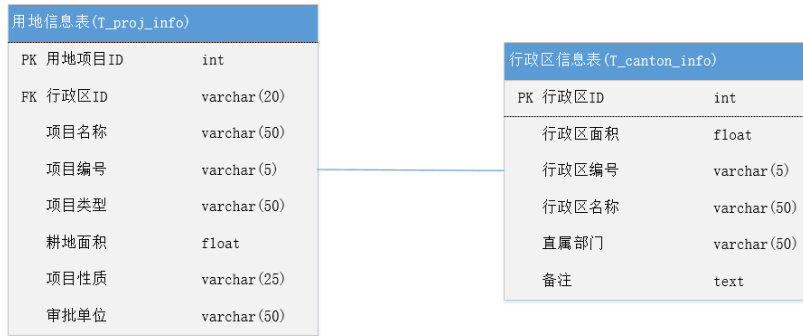 用地信息表(T_proj_info)
PK 用地项目ID int
FK 行政区ID varchar(20)
项目名称 varchar(50)
项目编号 varchar(5)
项目类型 varchar(50)
耕地面积 float
项目性质 varchar(25)
审批单位 varchar(50)
行政区信息表(T_canton_info)
PK 行政区ID int
行政区面积 float
行政区编号 varchar(5)
行政区名称 varchar(50)
直属部门 varchar(50)
备注 text